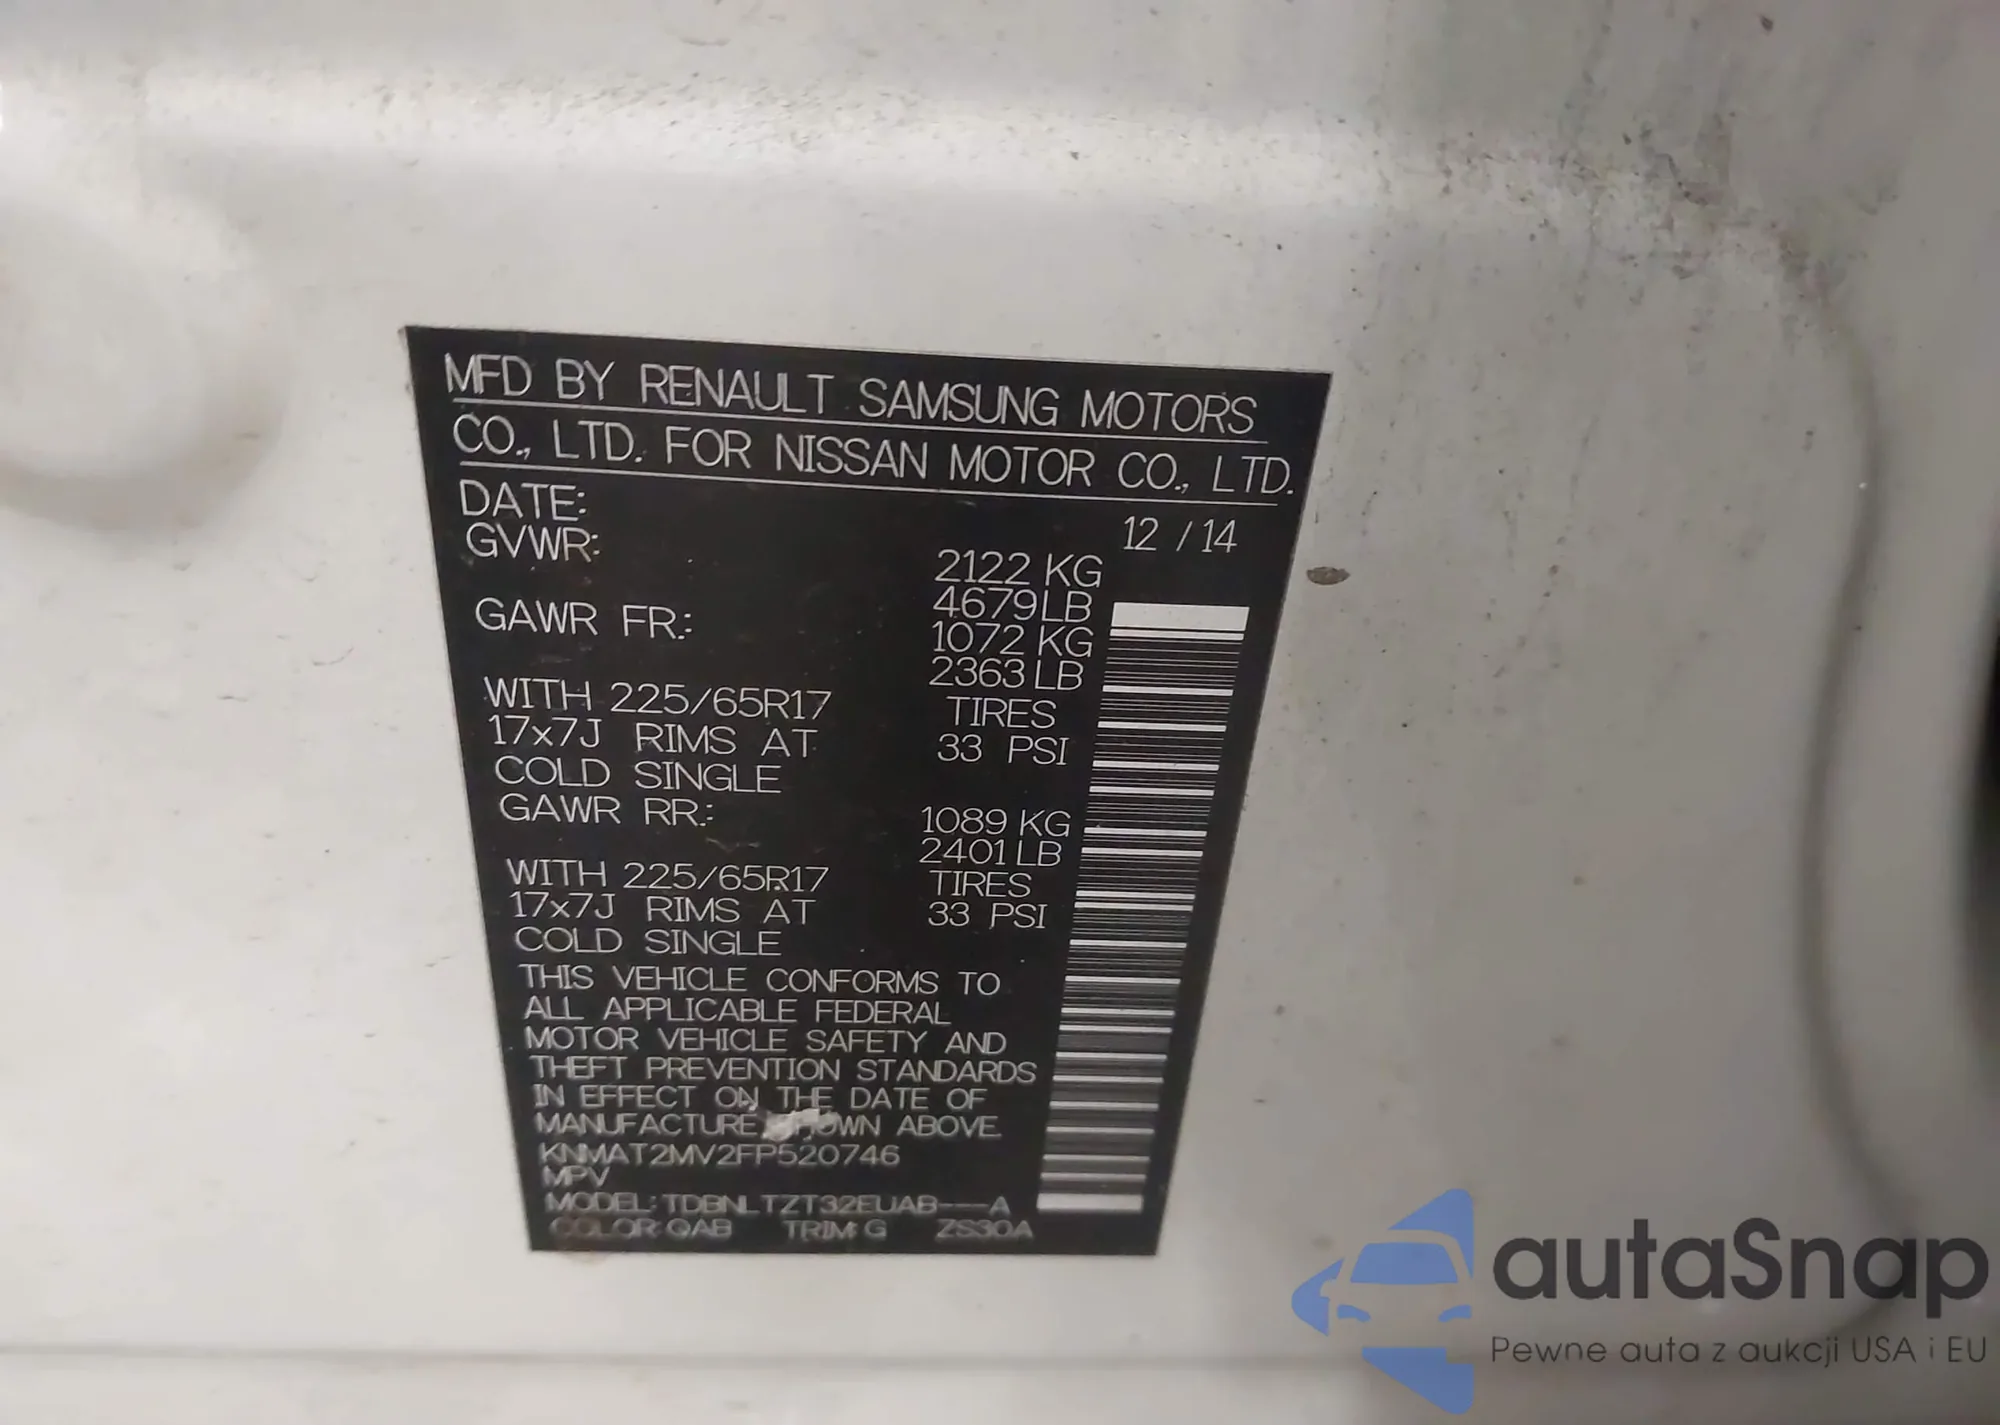 MFD BY RENAULT SAMSUNG MOTORS
CO., LTD. FOR NISSAN MOTOR CO., LTD.
DATE: 12 / 14
GVWR: 2122 KG
4679 LB
GAWR FR.: 1072 KG
2363 LB
WITH 225/65R17 TIRES
17x7J RIMS AT 33 PSI
COLD SINGLE
GAWR RR.: 1089 KG
2401 LB
WITH 225/65R17 TIRES
17x7J RIMS AT 33 PSI
COLD SINGLE
THIS VEHICLE CONFORMS TO
ALL APPLICABLE FEDERAL
MOTOR VEHICLE SAFETY AND
THEFT PREVENTION STANDARDS
IN EFFECT ON THE DATE OF
MANUFACTURE SHOWN ABOVE.
KNMAT2MV2FP520746
MPV
MODEL: TDBNLTZT32EUAB---A
COLOR: QAB TRIM: G ZS30A
autaSnap
Pewne auta z aukcji USA i EU